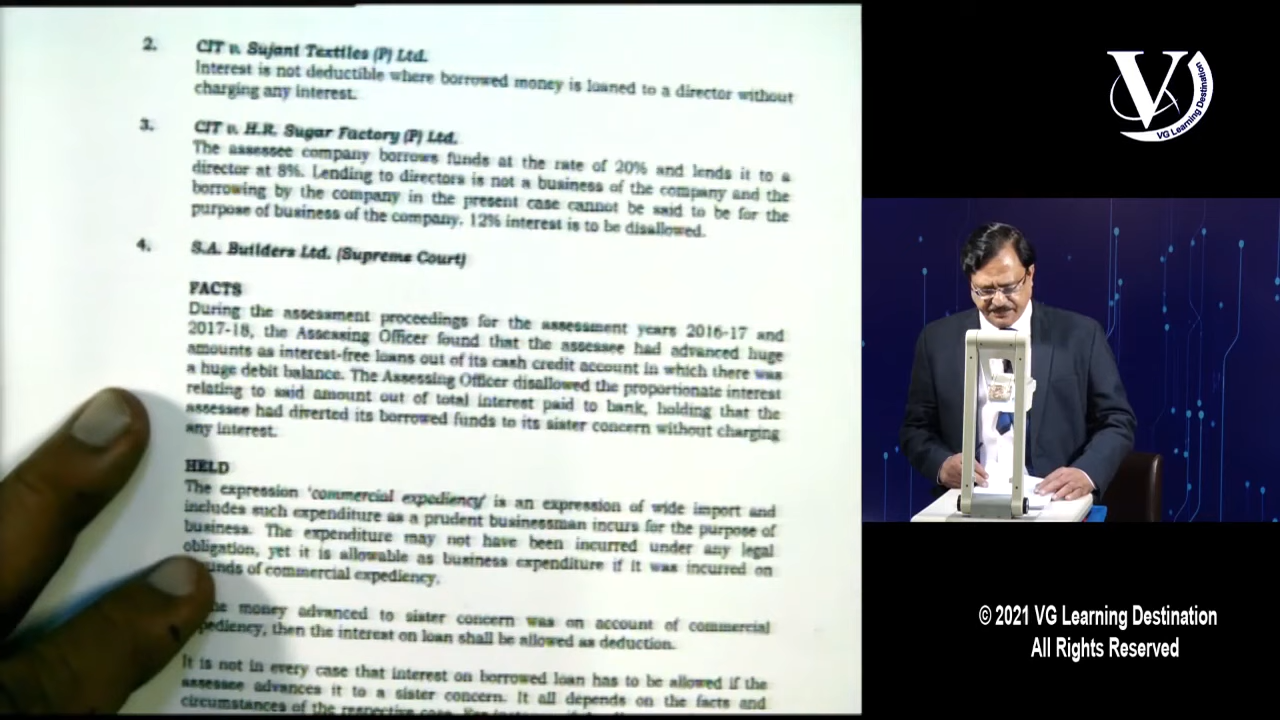 2. CIT v. Sujani Textiles (P) Ltd.
Interest is not deductible where borrowed money is loaned to a director without
charging any interest.
3. CIT v. H.R. Sugar Factory (P) Ltd.
The assessee company borrows funds at the rate of 20% and lends it to a
director at 8%. Lending to directors is not a business of the company and the
borrowing by the company in the present case cannot be said to be for the
purpose of business of the company. 12% interest is to be disallowed.
4. S.A. Builders Ltd. (Supreme Court)
FACTS
During the assessment proceedings for the assessment years 2016-17 and
2017-18, the Assessing Officer found that the assessee had advanced huge
amounts as interest-free loans out of its cash credit account in which there was
a huge debit balance. The Assessing Officer disallowed the proportionate interest
relating to said amount out of total interest paid to bank, holding that the
assessee had diverted its borrowed funds to its sister concern without charging
any interest.
HELD
The expression 'commercial expediency' is an expression of wide import and
includes such expenditure as a prudent businessman incurs for the purpose of
business. The expenditure may not have been incurred under any legal
obligation, yet it is allowable as business expenditure if it was incurred on
unds of commercial expediency.
he money advanced to sister concern was on account of commercial
pediency, then the interest on loan shall be allowed as deduction.
It is not in every case that interest on borrowed loan has to be allowed if the
assessee advances it to a sister concern. It all depends on the facts and
circumstances of the respective case.
V
VG Learning Destination
© 2021 VG Learning Destination
All Rights Reserved